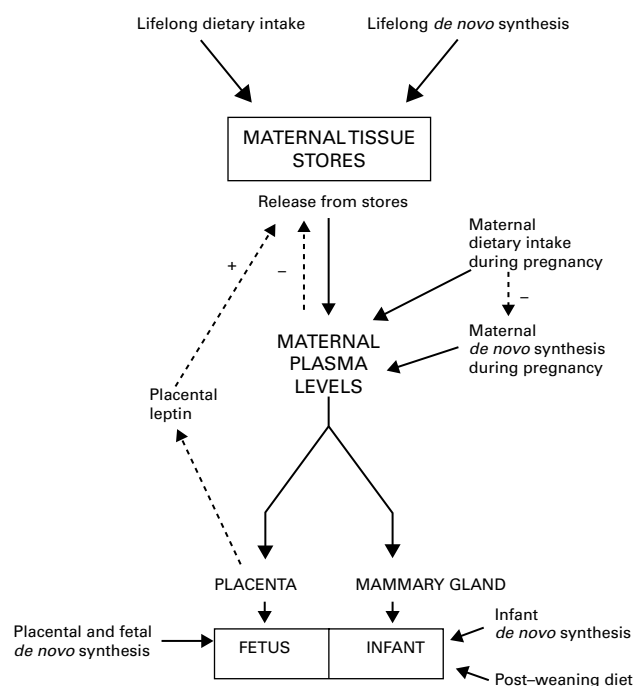 Lifelong dietary intake
Lifelong de novo synthesis
MATERNAL TISSUE
STORES
Release from stores
Maternal
dietary intake
during pregnancy
+
–
–
MATERNAL
PLASMA
LEVELS
Maternal
de novo synthesis
during pregnancy
Placental
leptin
PLACENTA
MAMMARY GLAND
Placental and fetal
de novo synthesis
FETUS
INFANT
Infant
de novo synthesis
Post–weaning diet